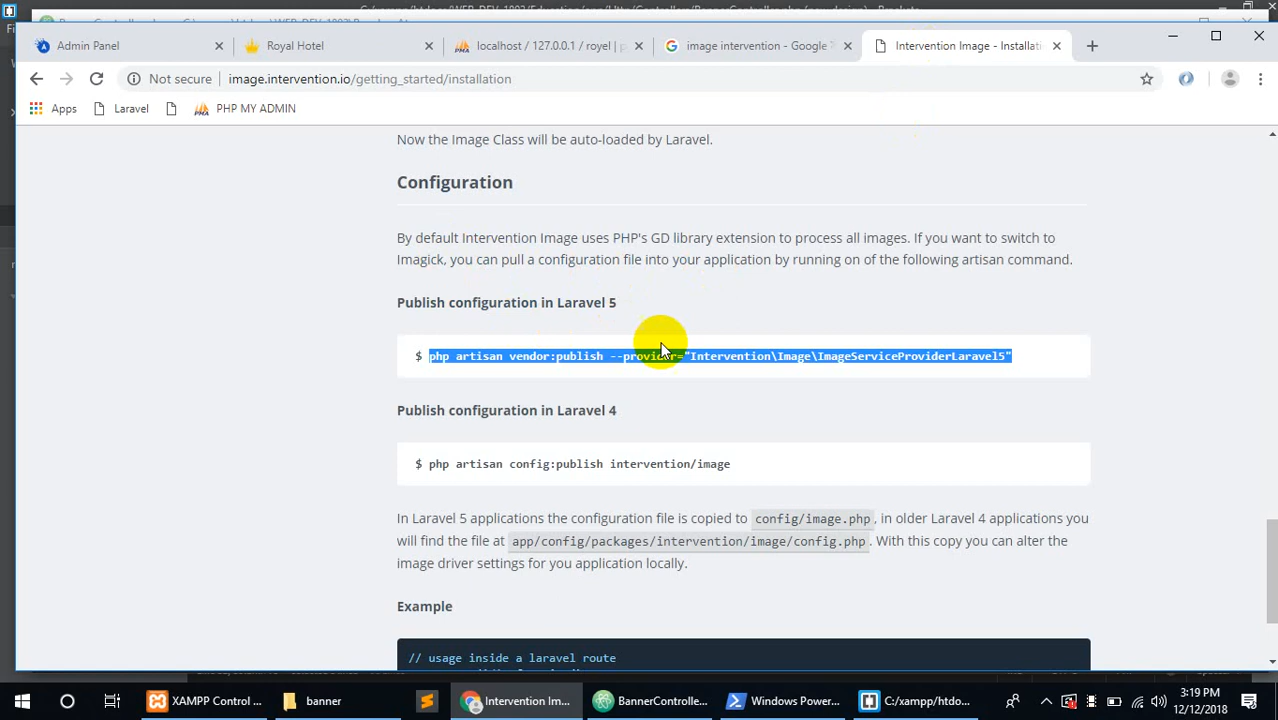 Admin Panel
Royal Hotel
localhost / 127.0.0.1 / royel | p
image intervention - Google
Intervention Image - Installati
Not secure
image.intervention.io/getting_started/installation
Apps
Laravel
PHP MY ADMIN
Now the Image Class will be auto-loaded by Laravel.
Configuration
By default Intervention Image uses PHP's GD library extension to process all images. If you want to switch to
Imagick, you can pull a configuration file into your application by running on of the following artisan command.
Publish configuration in Laravel 5
$ php artisan vendor:publish --provider="Intervention\Image\ImageServiceProviderLaravel5"
Publish configuration in Laravel 4
$ php artisan config:publish intervention/image
In Laravel 5 applications the configuration file is copied to config/image.php, in older Laravel 4 applications you
will find the file at app/config/packages/intervention/image/config.php. With this copy you can alter the
image driver settings for you application locally.
Example
// usage inside a laravel route
XAMPP Control ...
banner
Intervention Im...
BannerControlle...
Windows Power...
C:/xampp/htdo...
3:19 PM
12/12/2018